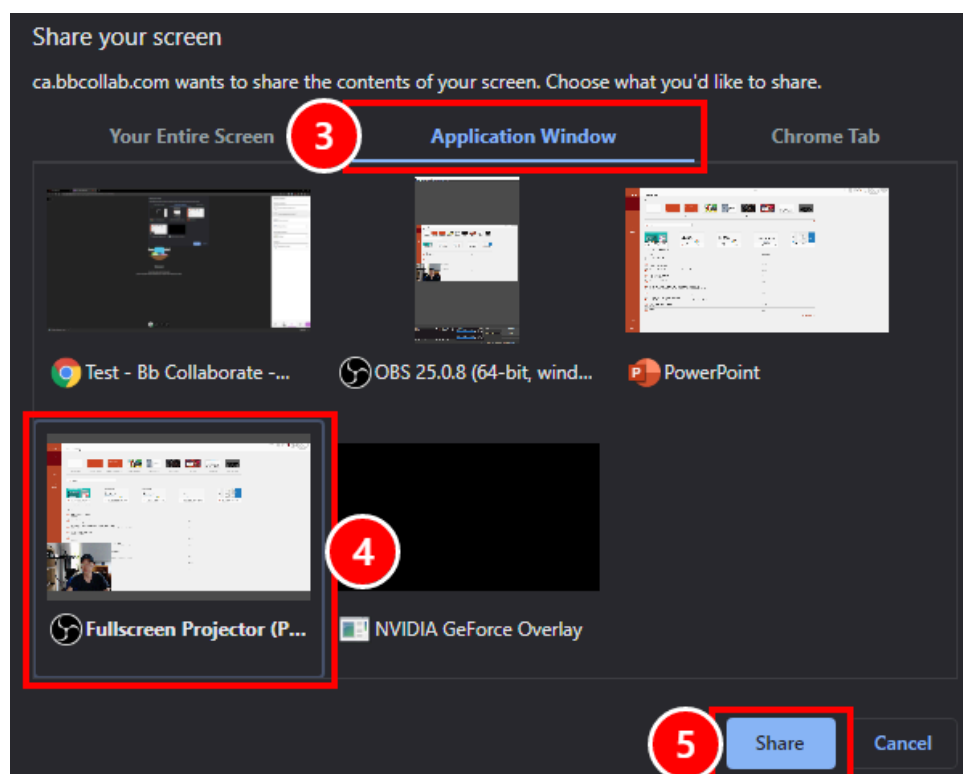 Share your screen
ca.bbcollab.com wants to share the contents of your screen. Choose what you'd like to share.
Your Entire Screen 3 Application Window Chrome Tab
Test - Bb Collaborate -... OBS 25.0.8 (64-bit, wind... PowerPoint
4
Fullscreen Projector (P... NVIDIA GeForce Overlay
5 Share Cancel